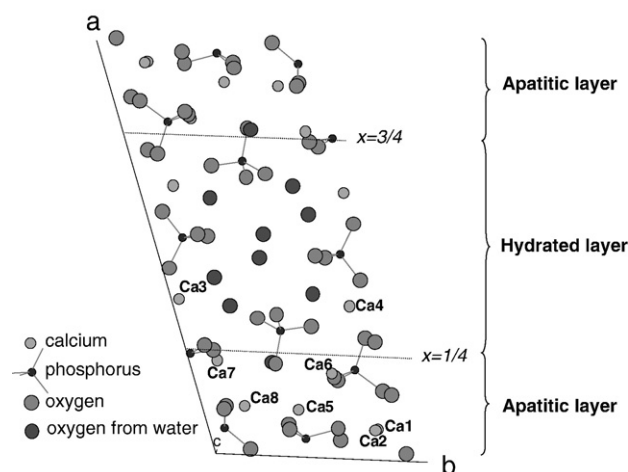 a
Apatitic layer
x=3/4
Hydrated layer
Ca3
Ca4
calcium
phosphorus
oxygen
oxygen from water
x=1/4
Ca7
Ca6
Ca8
Ca5
Ca1
Ca2
Apatitic layer
c
b